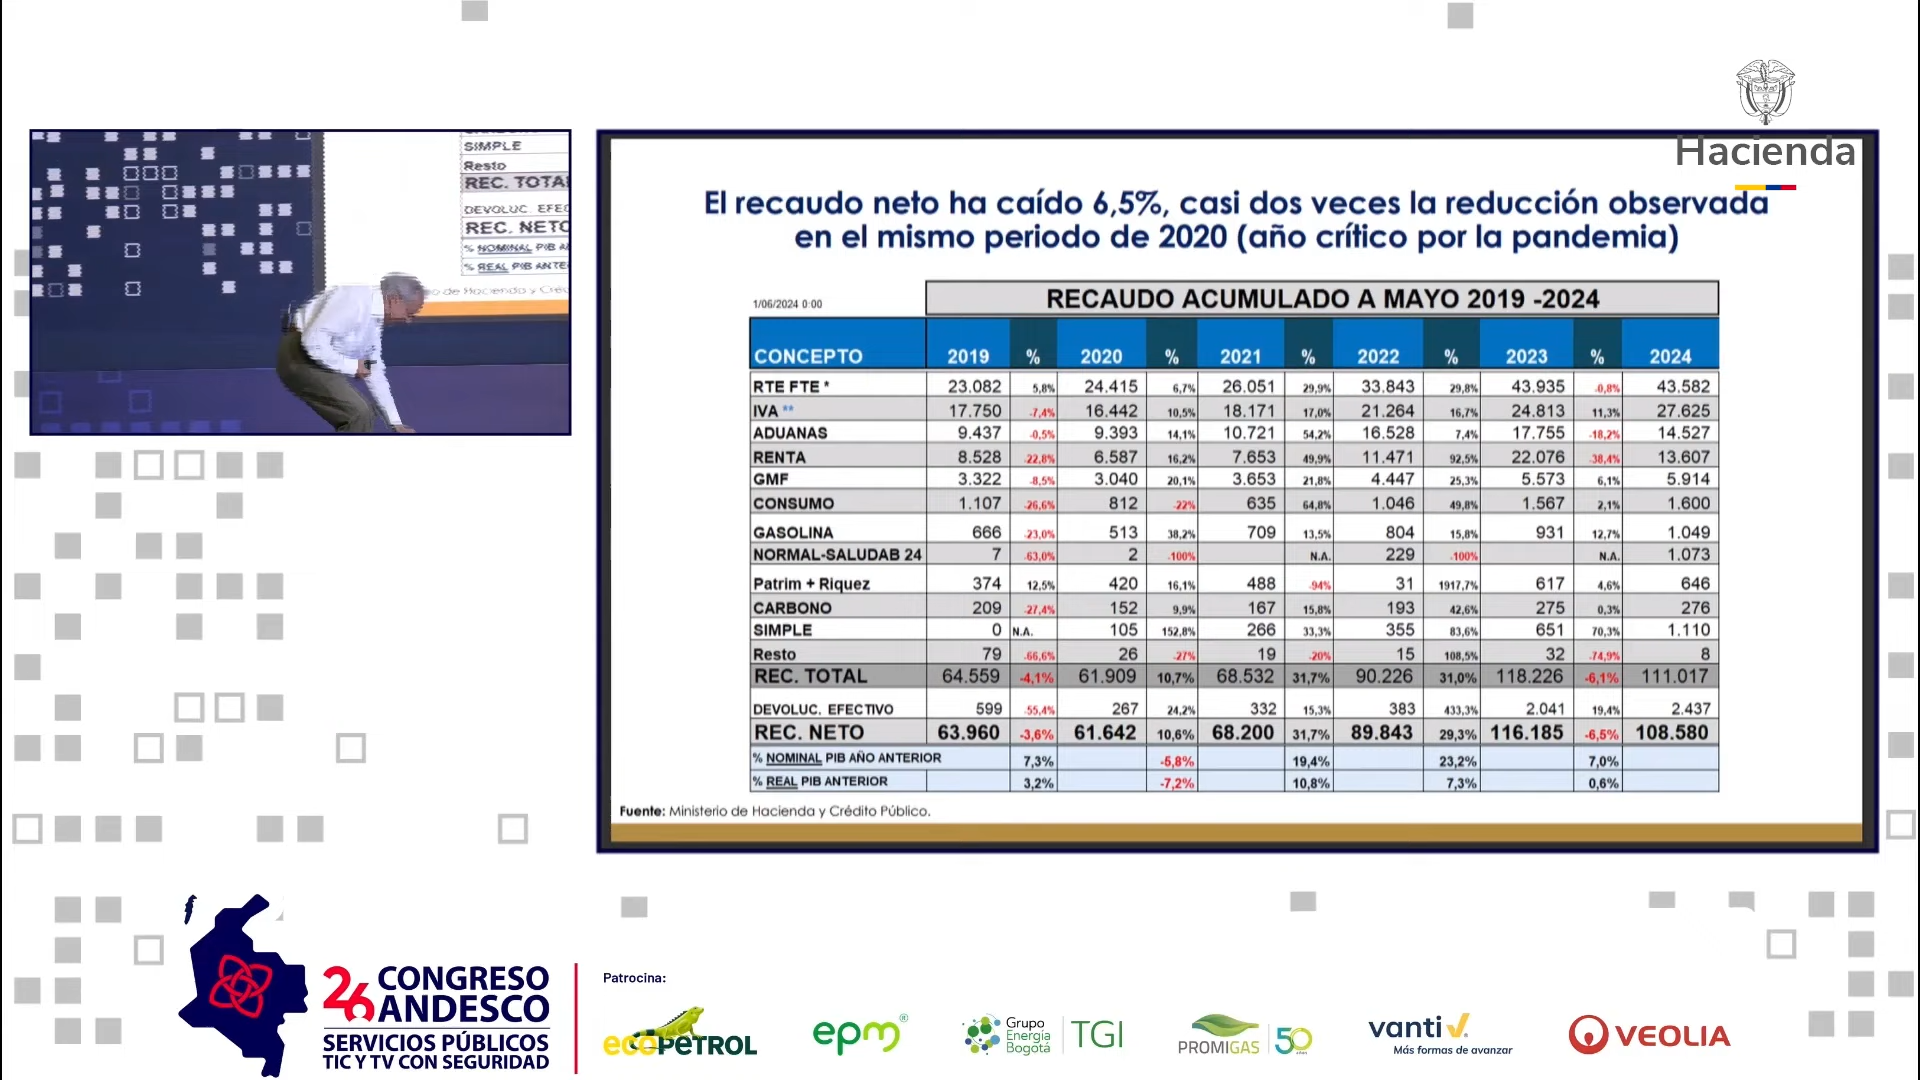 Hacienda
SIMPLE
Resto
REC. TOTA
DEVOLUC. EFEC
REC. NETO
% NOMINAL PIB A
% REAL PIB ANTE
o de Hacienda y Créd
El recaudo neto ha caído 6,5%, casi dos veces la reducción observada
en el mismo periodo de 2020 (año crítico por la pandemia)
1/06/2024 0:00
RECAUDO ACUMULADO A MAYO 2019 -2024
CONCEPTO 2019 % 2020 % 2021 % 2022 % 2023 % 2024
RTE FTE * 23.082 5,8% 24.415 6,7% 26.051 29,9% 33.843 29,8% 43.935 -0,8% 43.582
IVA ** 17.750 -7,4% 16.442 10,5% 18.171 17,0% 21.264 16,7% 24.813 11,3% 27.625
ADUANAS 9.437 -0,5% 9.393 14,1% 10.721 54,2% 16.528 7,4% 17.755 -18,2% 14.527
RENTA 8.528 -22,8% 6.587 16,2% 7.653 49,9% 11.471 92,5% 22.076 -38,4% 13.607
GMF 3.322 -8,5% 3.040 20,1% 3.653 21,8% 4.447 25,3% 5.573 6,1% 5.914
CONSUMO 1.107 -26,6% 812 -22% 635 64,8% 1.046 49,8% 1.567 2,1% 1.600
GASOLINA 666 -23,0% 513 38,2% 709 13,5% 804 15,8% 931 12,7% 1.049
NORMAL-SALUDAB 24 7 -63,0% 2 -100% N.A. 229 -100% N.A. 1.073
Patrim + Riquez 374 12,5% 420 16,1% 488 -94% 31 1917,7% 617 4,6% 646
CARBONO 209 -27,4% 152 9,9% 167 15,8% 193 42,6% 275 0,3% 276
SIMPLE 0 N.A. 105 152,8% 266 33,3% 355 83,6% 651 70,3% 1.110
Resto 79 -66,6% 26 -27% 19 -20% 15 108,5% 32 -74,9% 8
REC. TOTAL 64.559 -4,1% 61.909 10,7% 68.532 31,7% 90.226 31,0% 118.226 -6,1% 111.017
DEVOLUC. EFECTIVO 599 -55,4% 267 24,2% 332 15,3% 383 433,3% 2.041 19,4% 2.437
REC. NETO 63.960 -3,6% 61.642 10,6% 68.200 31,7% 89.843 29,3% 116.185 -6,5% 108.580
% NOMINAL PIB AÑO ANTERIOR 7,3% -5,8% 19,4% 23,2% 7,0%
% REAL PIB ANTERIOR 3,2% -7,2% 10,8% 7,3% 0,6%
Fuente: Ministerio de Hacienda y Crédito Público.
26 CONGRESO
ANDESCO
SERVICIOS PÚBLICOS
TIC Y TV CON SEGURIDAD
Patrocina:
ecopetrol
epm®
Grupo
Energía
Bogotá
TGI
PROMIGAS 50
vanti
Más formas de avanzar
VEOLIA